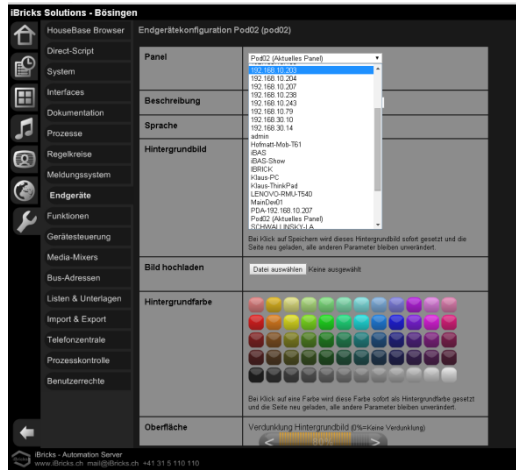 iBricks Solutions - Bösingen
HouseBase Browser
Direct-Script
System
Interfaces
Dokumentation
Prozesse
Regelkreise
Meldungssystem
Endgeräte
Funktionen
Gerätesteuerung
Media-Mixers
Bus-Adressen
Listen & Unterlagen
Import & Export
Telefonzentrale
Prozesskontrolle
Benutzerrechte
Endgerätekonfiguration Pod02 (pod02)
Panel
Pod02 (Aktuelles Panel)
192.168.10.203
192.168.10.204
192.168.10.207
192.168.10.238
192.168.10.243
192.168.10.79
192.168.30.10
192.168.30.14
admin
Hofmatt-Mob-T61
iBAS
iBAS-Show
IBRICK
Klaus-PC
Klaus-ThinkPad
LENOVO-RMU-T540
MainDev01
PDA-192.168.10.207
Pod02 (Aktuelles Panel)
SCHWALLINSKY-LA
Beschreibung
Sprache
Hintergrundbild
Bei Klick auf Speichern wird dieses Hintergrundbild sofort gesetzt und die
Seite neu geladen, alle anderen Parameter bleiben unverändert.
Bild hochladen
Datei auswählen Keine ausgewählt
Hintergrundfarbe
Bei Klick auf eine Farbe wird diese Farbe sofort als Hintergrundfarbe gesetzt
und die Seite neu geladen, alle andere Parameter bleiben unverändert.
Oberfläche
Verdunklung Hintergrundbild (0%=Keine Verdunklung)
< 60% >
iBricks - Automation Server
www.iBricks.ch mail@iBricks.ch +41 31 5 110 110